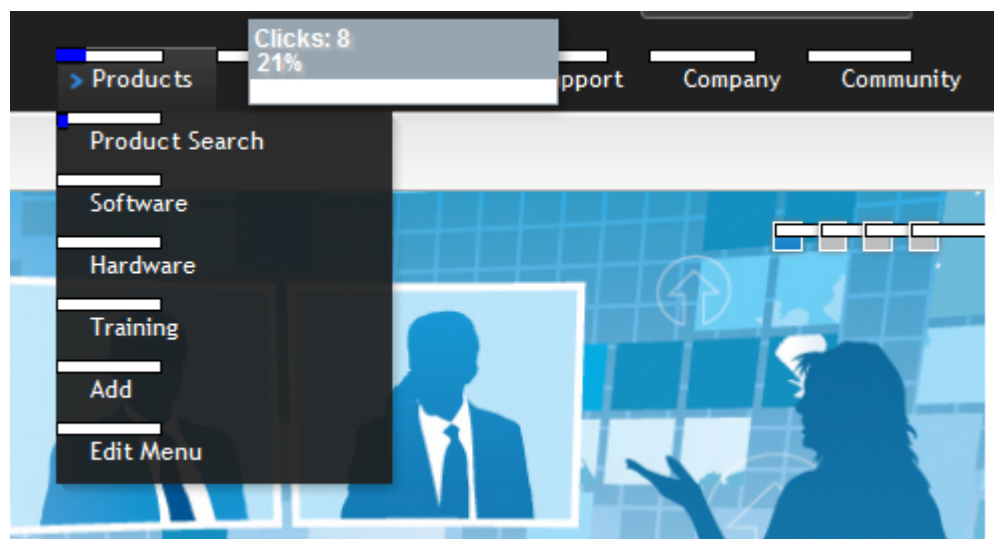 Clicks: 8
21%
Products
pport
Company
Community
Product Search
Software
Hardware
Training
Add
Edit Menu